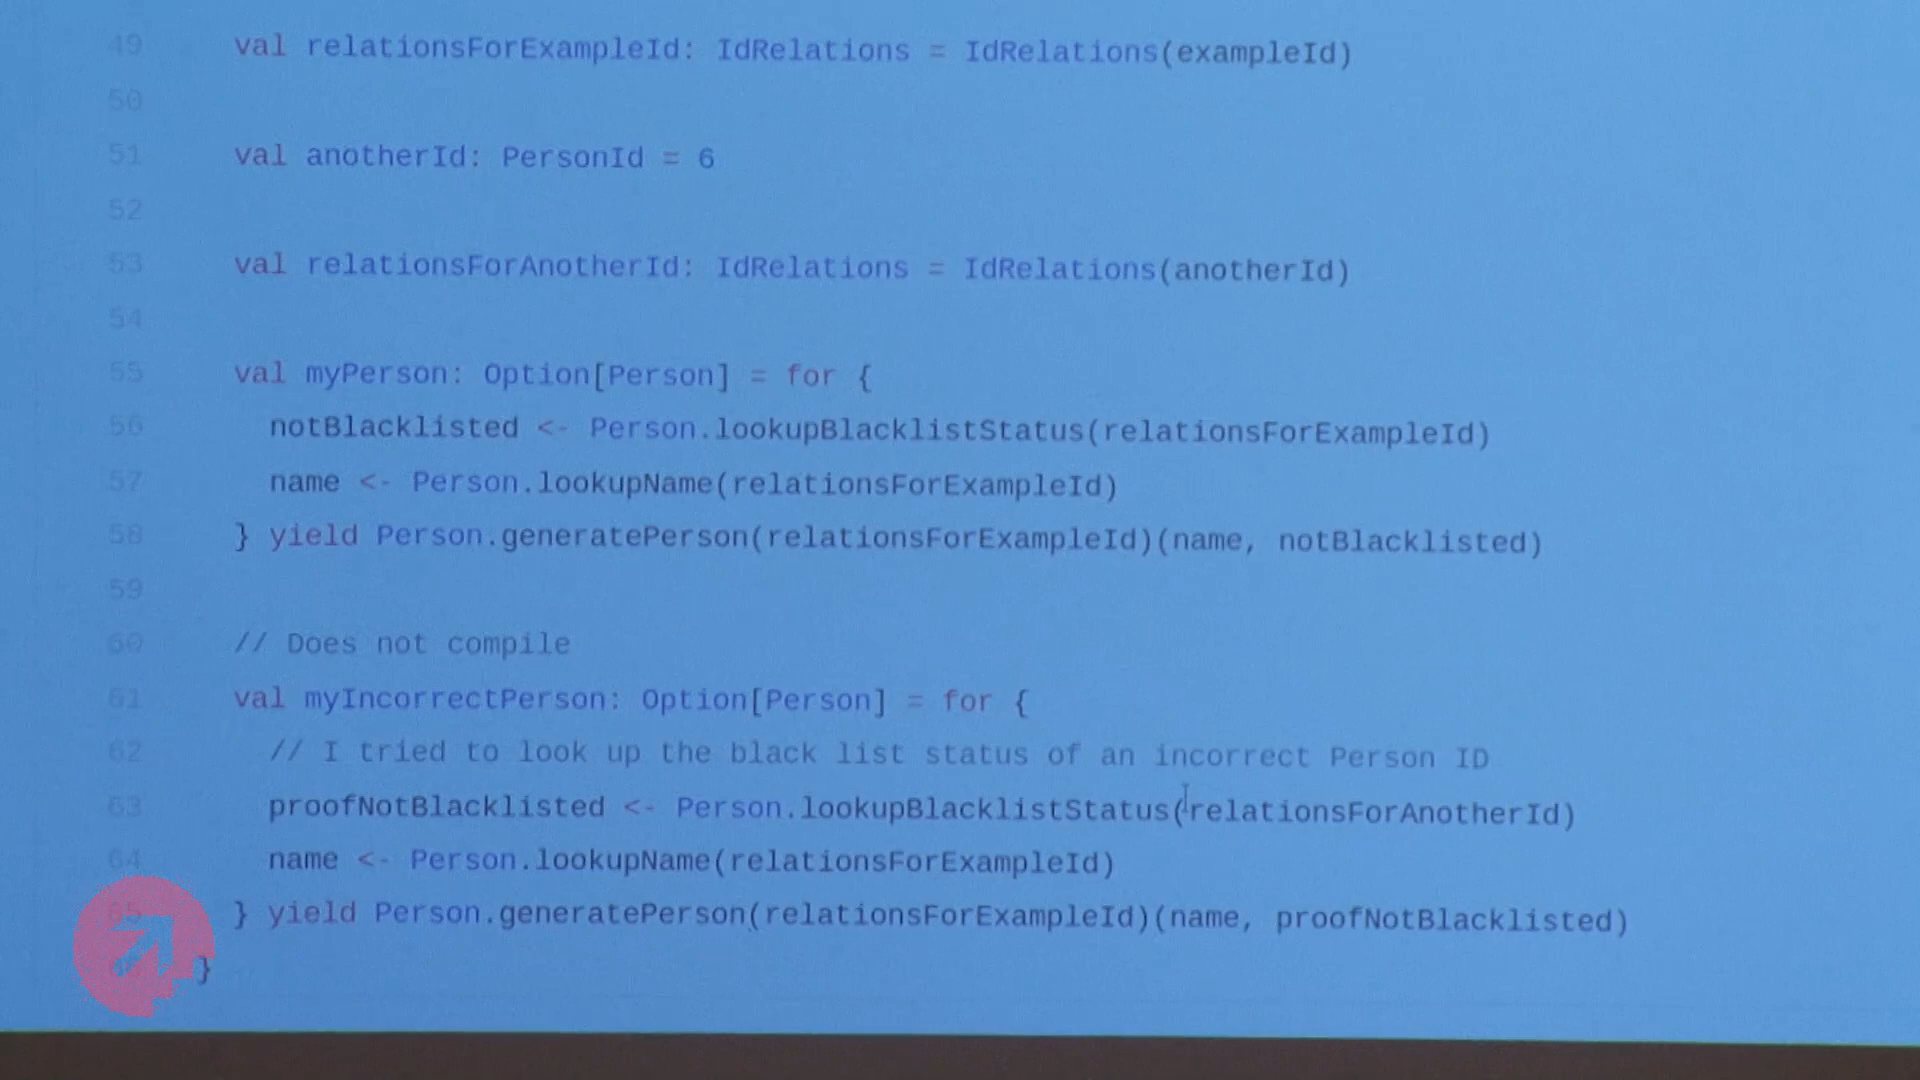 49 val relationsForExampleId: IdRelations = IdRelations(exampleId)
50
51 val anotherId: PersonId = 6
52
53 val relationsForAnotherId: IdRelations = IdRelations(anotherId)
54
55 val myPerson: Option[Person] = for {
56 notBlacklisted <- Person.lookupBlacklistStatus(relationsForExampleId)
57 name <- Person.lookupName(relationsForExampleId)
58 } yield Person.generatePerson(relationsForExampleId)(name, notBlacklisted)
59
60 // Does not compile
61 val myIncorrectPerson: Option[Person] = for {
62 // I tried to look up the black list status of an incorrect Person ID
63 proofNotBlacklisted <- Person.lookupBlacklistStatus(relationsForAnotherId)
64 name <- Person.lookupName(relationsForExampleId)
65 } yield Person.generatePerson(relationsForExampleId)(name, proofNotBlacklisted)
}